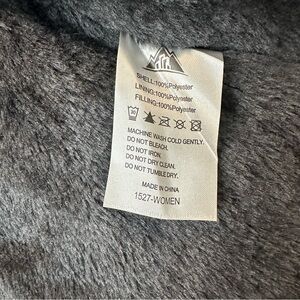 SHELL:100%Polyester
LINING:100%Polyester
FILLING:100%Polyester
30
MACHINE WASH COLD GENTLY.
DO NOT BLEACH.
DO NOT IRON.
DO NOT DRY CLEAN.
DO NOT TUMBLE DRY.
MADE IN CHINA
1527-WOMEN